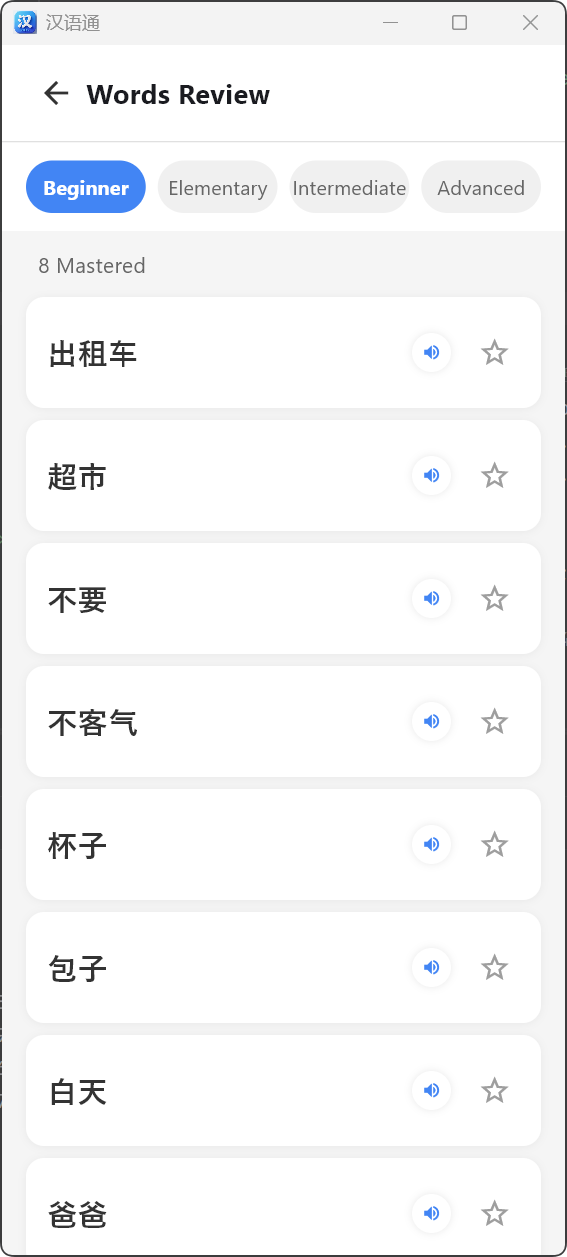 汉 汉语通
Words Review
Beginner Elementary Intermediate Advanced
8 Mastered
出租车
超市
不要
不客气
杯子
包子
白天
爸爸